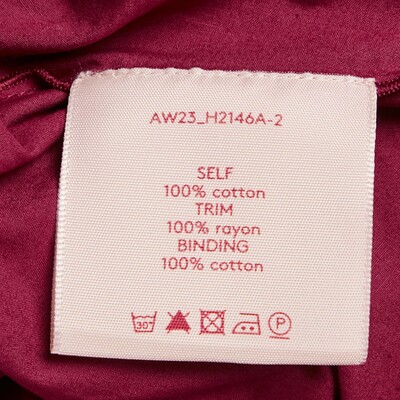 AW23_H2146A-2
SELF
100% cotton
TRIM
100% rayon
BINDING
100% cotton
30°
P